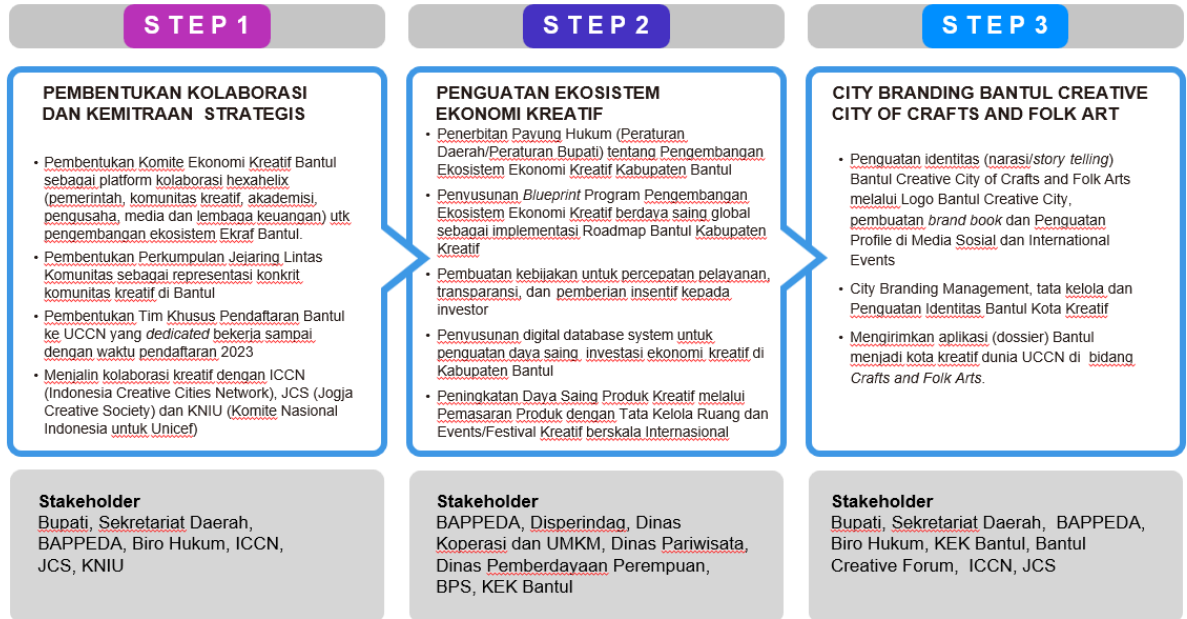 STEP 1
PEMBENTUKAN KOLABORASI
DAN KEMITRAAN STRATEGIS
• Pembentukan Komite Ekonomi Kreatif Bantul
sebagai platform kolaborasi hexahelix
(pemerintah, komunitas kreatif, akademisi,
pengusaha, media dan lembaga keuangan) utk
pengembangan ekosistem Ekraf Bantul.
• Pembentukan Perkumpulan Jejaring Lintas
Komunitas sebagai representasi konkrit
komunitas kreatif di Bantul
• Pembentukan Tim Khusus Pendaftaran Bantul
ke UCCN yang dedicated bekerja sampai
dengan waktu pendaftaran 2023
• Menjalin kolaborasi kreatif dengan ICCN
(Indonesia Creative Cities Network), JCS (Jogja
Creative Society) dan KNIU (Komite Nasional
Indonesia untuk Unicef)
Stakeholder
Bupati, Sekretariat Daerah,
BAPPEDA, Biro Hukum, ICCN,
JCS, KNIU
STEP 2
PENGUATAN EKOSISTEM
EKONOMI KREATIF
• Penerbitan Payung Hukum (Peraturan
Daerah/Peraturan Bupati) tentang Pengembangan
Ekosistem Ekonomi Kreatif Kabupaten Bantul
• Penyusunan Blueprint Program Pengembangan
Ekosistem Ekonomi Kreatif berdaya saing global
sebagai implementasi Roadmap Bantul Kabupaten
Kreatif
• Pembuatan kebijakan untuk percepatan pelayanan,
transparansi, dan pemberian insentif kepada
investor
• Penyusunan digital database system untuk
penguatan daya saing investasi ekonomi kreatif di
Kabupaten Bantul
• Peningkatan Daya Saing Produk Kreatif melalui
Pemasaran Produk dengan Tata Kelola Ruang dan
Events/Festival Kreatif berskala Internasional
Stakeholder
BAPPEDA, Disperindag, Dinas
Koperasi dan UMKM, Dinas Pariwisata,
Dinas Pemberdayaan Perempuan,
BPS, KEK Bantul
STEP 3
CITY BRANDING BANTUL CREATIVE
CITY OF CRAFTS AND FOLK ART
• Penguatan identitas (narasi/story telling)
Bantul Creative City of Crafts and Folk Arts
melalui Logo Bantul Creative City,
pembuatan brand book dan Penguatan
Profile di Media Sosial dan International
Events
• City Branding Management, tata kelola dan
Penguatan Identitas Bantul Kota Kreatif
• Mengirimkan aplikasi (dossier) Bantul
menjadi kota kreatif dunia UCCN di bidang
Crafts and Folk Arts.
Stakeholder
Bupati, Sekretariat Daerah, BAPPEDA,
Biro Hukum, KEK Bantul, Bantul
Creative Forum, ICCN, JCS